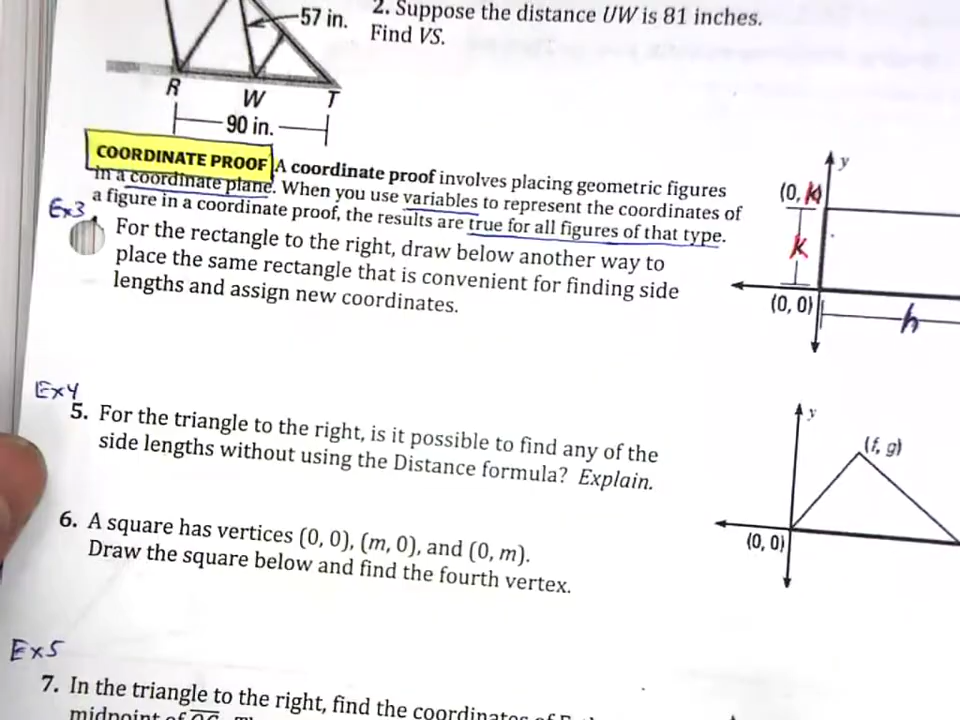 57 in.
2. Suppose the distance UW is 81 inches.
Find VS.
R W T
90 in.
COORDINATE PROOF A coordinate proof involves placing geometric figures
in a coordinate plane. When you use variables to represent the coordinates of
a figure in a coordinate proof, the results are true for all figures of that type.
Ex3
For the rectangle to the right, draw below another way to
place the same rectangle that is convenient for finding side
lengths and assign new coordinates.
y
(0, k)
k
(0, 0)
h
Ex4
5. For the triangle to the right, is it possible to find any of the
side lengths without using the Distance formula? Explain.
y
(f, g)
(0, 0)
6. A square has vertices (0, 0), (m, 0), and (0, m).
Draw the square below and find the fourth vertex.
Ex5
7. In the triangle to the right, find the coordinates of
midpoint of